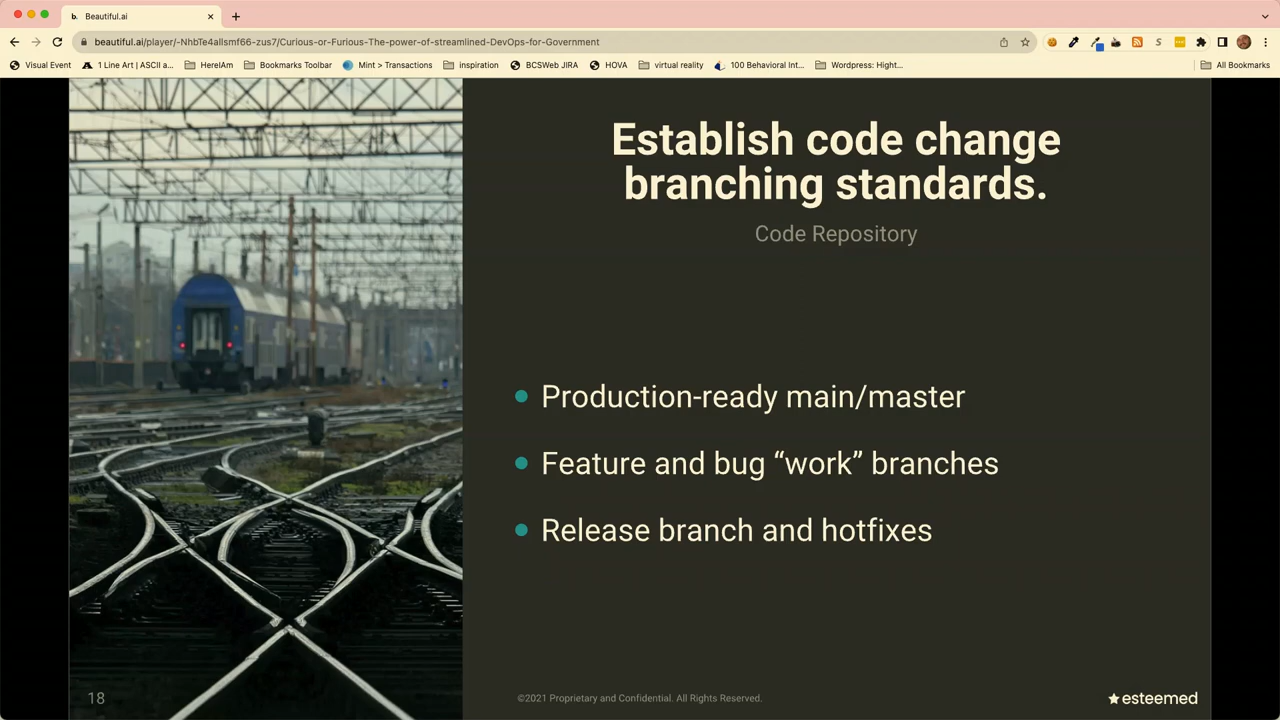 b. Beautiful.ai
beautiful.ai/player/-NhbTe4aIlsmf66-zus7/Curious-or-Furious-The-power-of-streamlined-DevOps-for-Government
Visual Event 1 Line Art | ASCII a... HereIAm Bookmarks Toolbar Mint > Transactions inspiration BCSWeb JIRA HOVA virtual reality 100 Behavioral Int... Wordpress: Hight... All Bookmarks
Establish code change
branching standards.
Code Repository
Production-ready main/master
Feature and bug “work” branches
Release branch and hotfixes
18
©2021 Proprietary and Confidential. All Rights Reserved.
esteemed